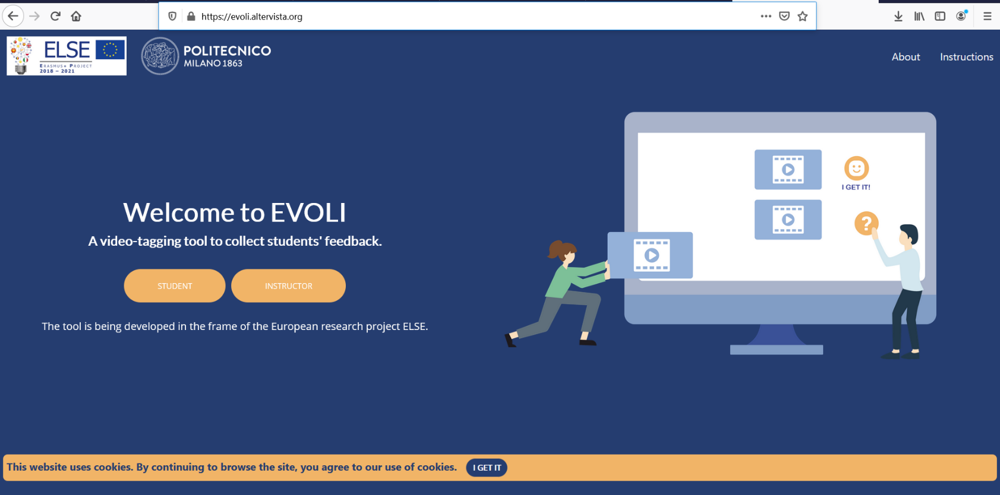 https://evoli.altervista.org
ELSE
ERASMUS+ PROJECT
2018 – 2021
POLITECNICO
MILANO 1863
About
Instructions
I GET IT!
?
Welcome to EVOLI
A video-tagging tool to collect students' feedback.
STUDENT
INSTRUCTOR
The tool is being developed in the frame of the European research project ELSE.
This website uses cookies. By continuing to browse the site, you agree to our use of cookies.
I GET IT